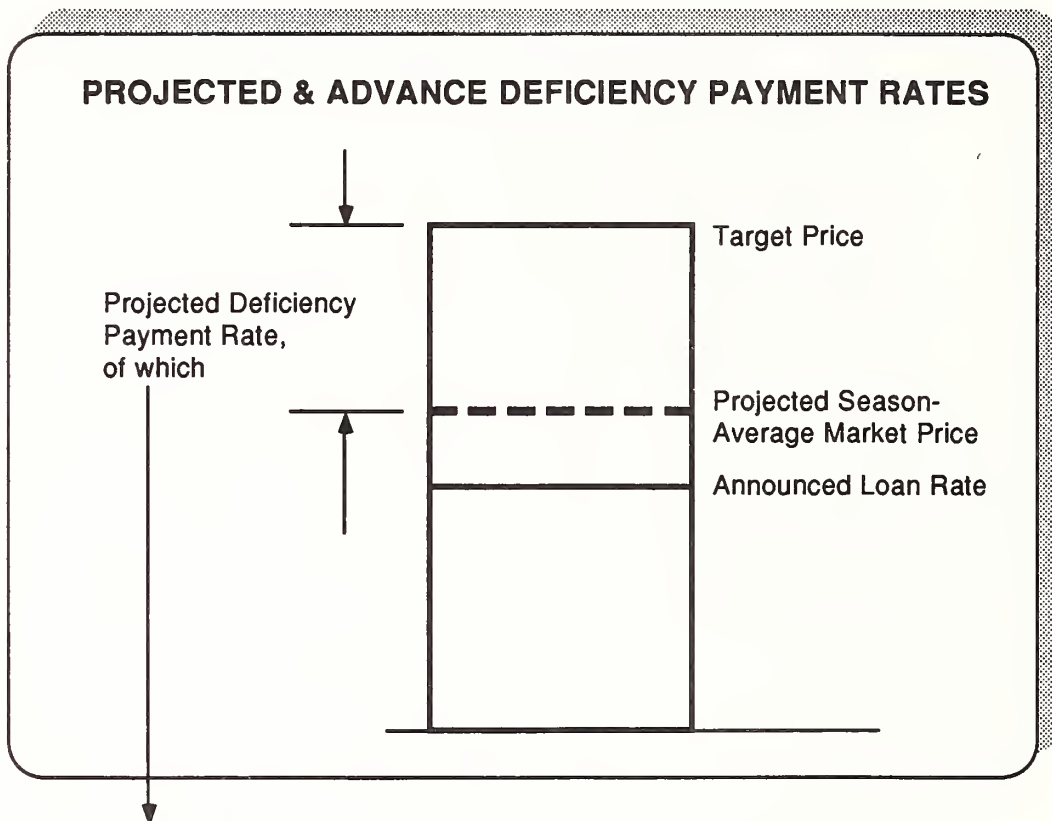 PROJECTED & ADVANCE DEFICIENCY PAYMENT RATES
Target Price
Projected Deficiency
Payment Rate,
of which
Projected Season-
Average Market Price
Announced Loan Rate